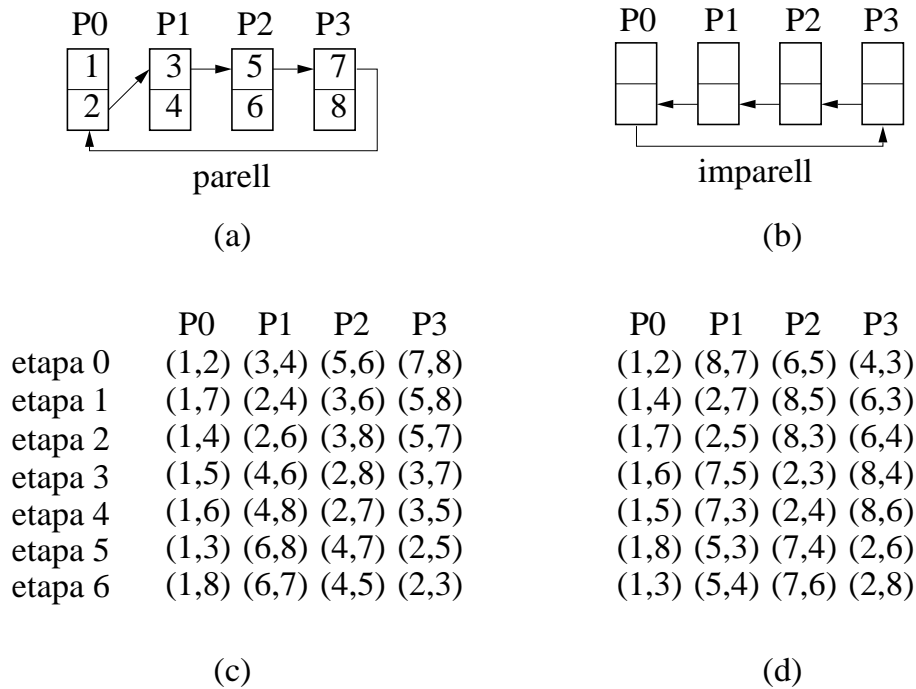 P0 P1 P2 P3
1 3 5 7
2 4 6 8
parell
(a)
P0 P1 P2 P3
imparell
(b)
P0 P1 P2 P3
etapa 0 (1,2) (3,4) (5,6) (7,8)
etapa 1 (1,7) (2,4) (3,6) (5,8)
etapa 2 (1,4) (2,6) (3,8) (5,7)
etapa 3 (1,5) (4,6) (2,8) (3,7)
etapa 4 (1,6) (4,8) (2,7) (3,5)
etapa 5 (1,3) (6,8) (4,7) (2,5)
etapa 6 (1,8) (6,7) (4,5) (2,3)
(c)
P0 P1 P2 P3
(1,2) (8,7) (6,5) (4,3)
(1,4) (2,7) (8,5) (6,3)
(1,7) (2,5) (8,3) (6,4)
(1,6) (7,5) (2,3) (8,4)
(1,5) (7,3) (2,4) (8,6)
(1,8) (5,3) (7,4) (2,6)
(1,3) (5,4) (7,6) (2,8)
(d)